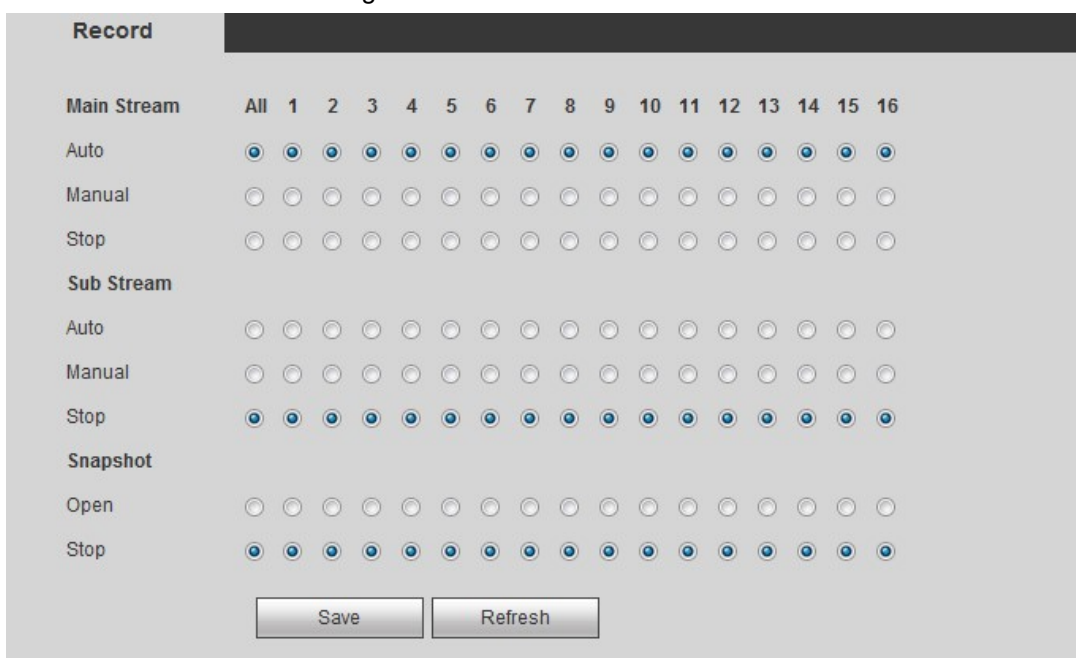 Record
Main Stream All 1 2 3 4 5 6 7 8 9 10 11 12 13 14 15 16
Auto
Manual
Stop
Sub Stream
Auto
Manual
Stop
Snapshot
Open
Stop
Save Refresh